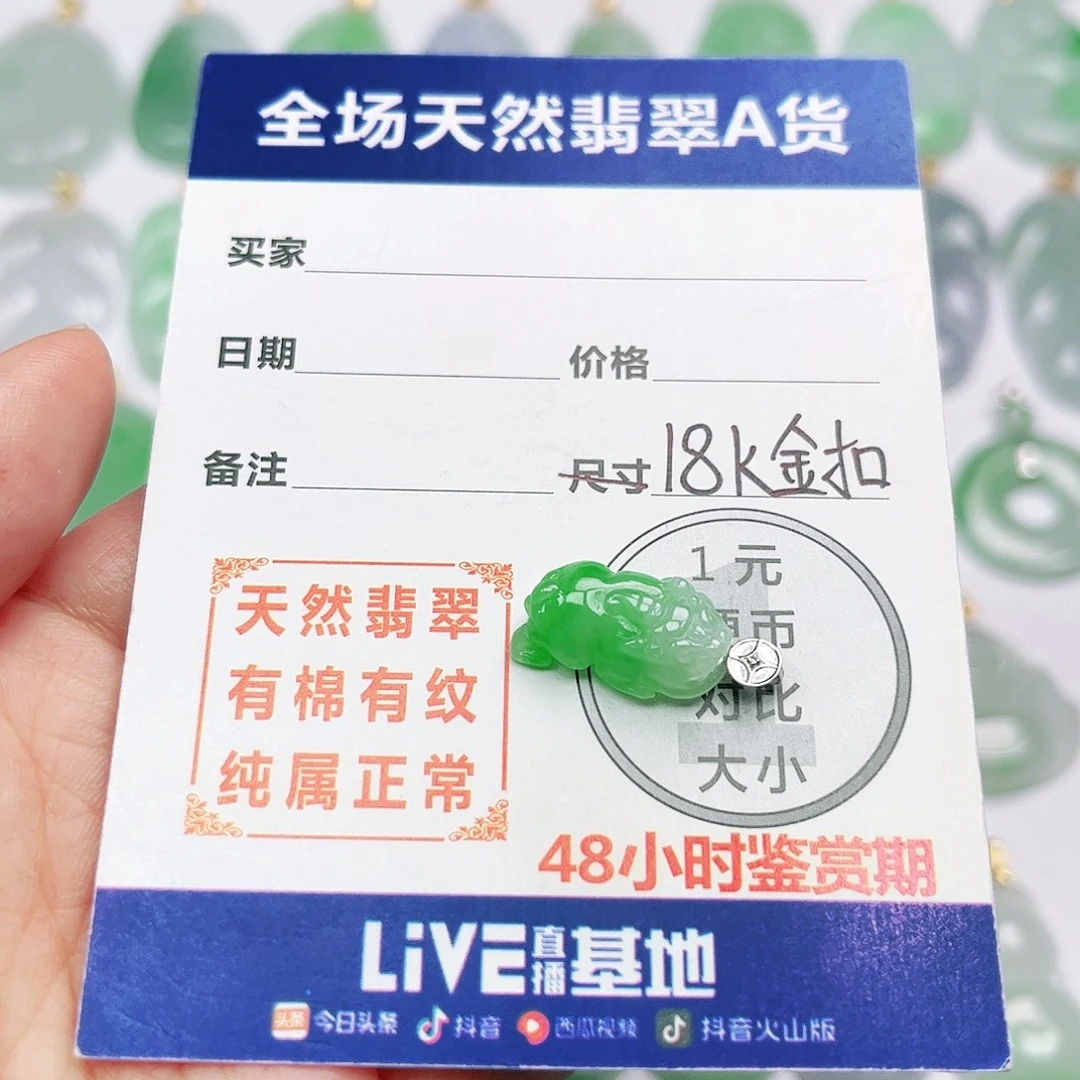 全场天然翡翠A货
买家
日期 价格
备注 尺寸 18k金扣
天然翡翠
有棉有纹
纯属正常
1元
硬币
对比
大小
48小时鉴赏期
LiVE直播基地
头条 今日头条 抖音 西瓜视频 抖音火山版